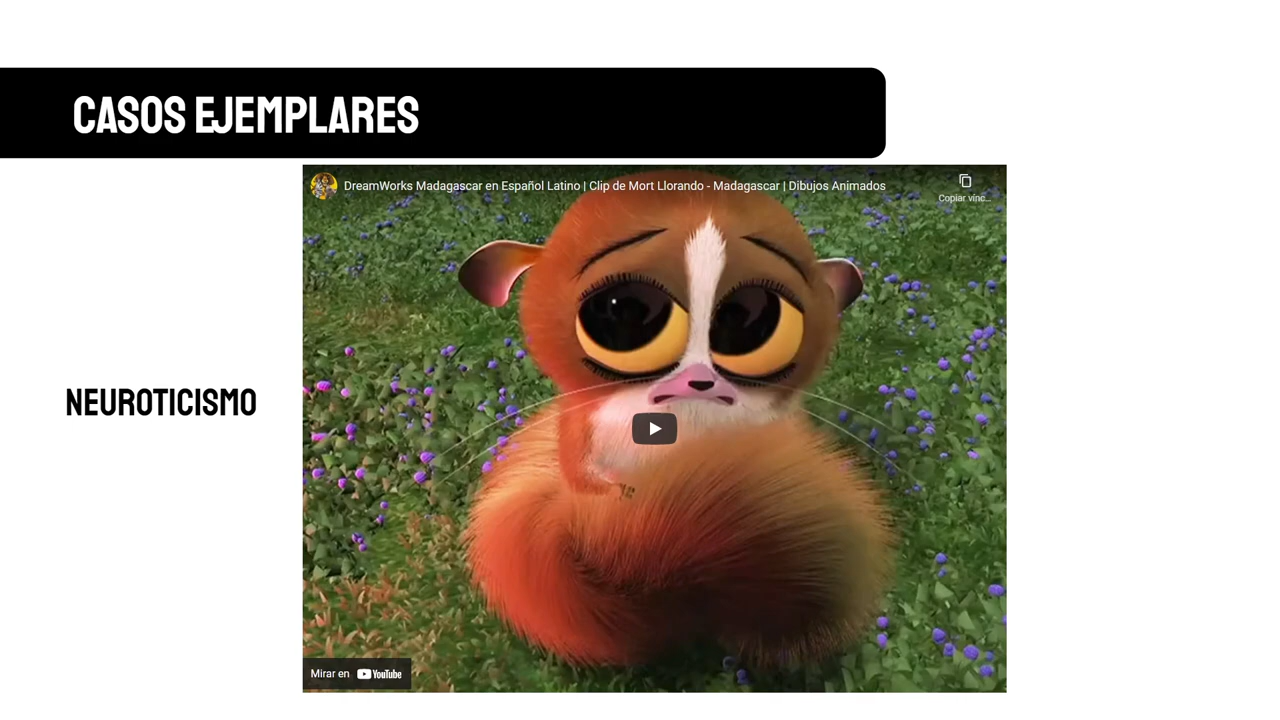 CASOS EJEMPLARES
DreamWorks Madagascar en Español Latino | Clip de Mort Llorando - Madagascar | Dibujos Animados
Copiar vínc...
NEUROTICISMO
Mirar en YouTube